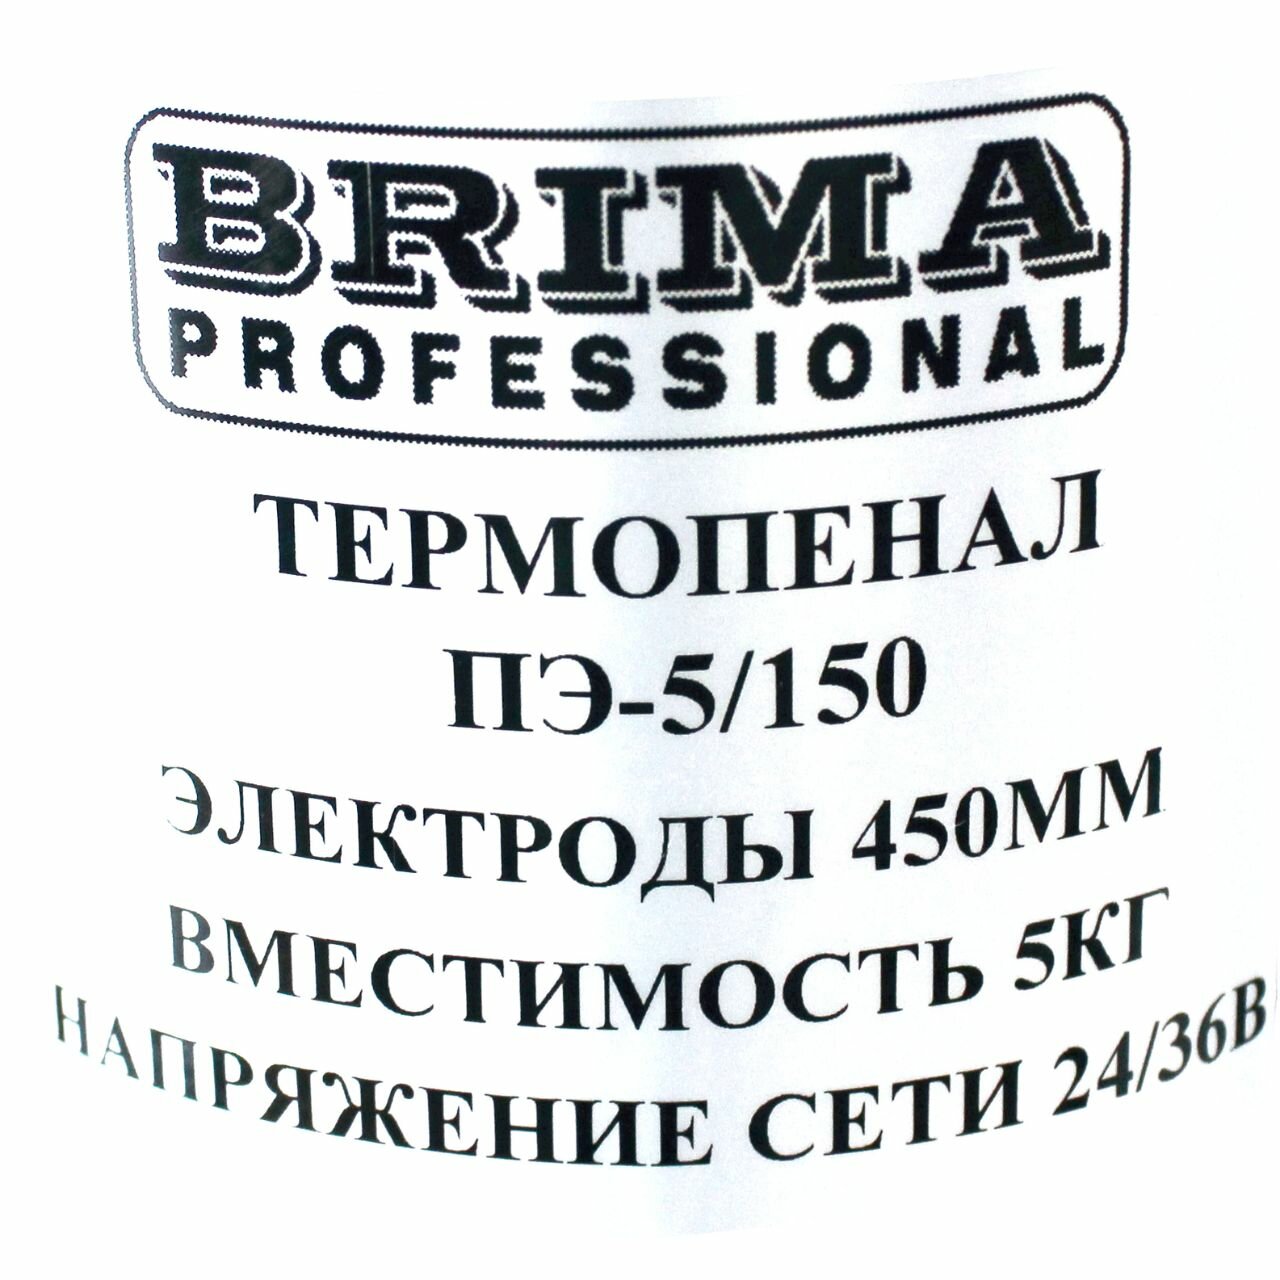 BRIMA
PROFESSIONAL
ТЕРМОПЕНАЛ
ПЭ-5/150
ЭЛЕКТРОДЫ 450ММ
ВМЕСТИМОСТЬ 5КГ
НАПРЯЖЕНИЕ СЕТИ 24/36В